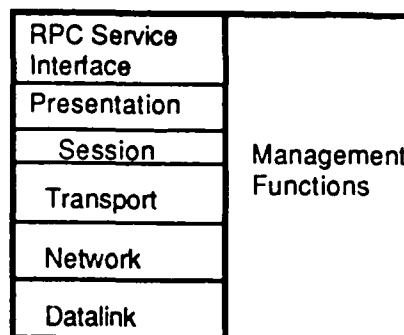 RPC Service
Interface
Presentation
Session
Transport
Network
Datalink
Management
Functions